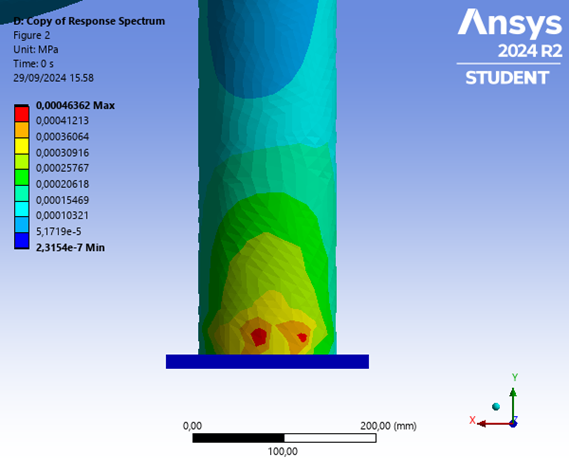 D: Copy of Response Spectrum
Figure 2
Unit: MPa
Time: 0 s
29/09/2024 15.58
0,00046362 Max
0,00041213
0,00036064
0,00030916
0,00025767
0,00020618
0,00015469
0,00010321
5,1719e-5
2,3154e-7 Min
Ansys
2024 R2
STUDENT
Y
X
Z
0,00
200,00 (mm)
100,00